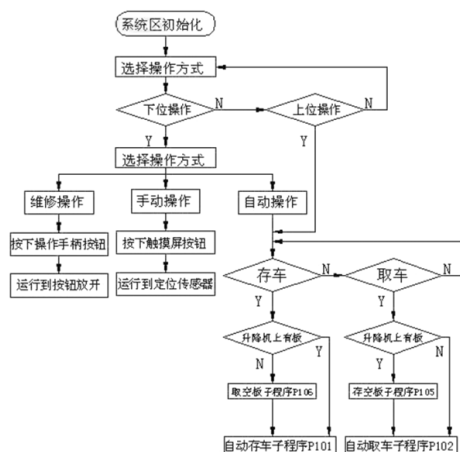 系统区初始化
选择操作方式
下位操作
N
上位操作
N
Y
Y
选择操作方式
维修操作
手动操作
自动操作
按下操作手柄按钮
按下触摸屏按钮
运行到按钮放开
运行到定位传感器
存车
N
取车
N
Y
Y
升降机上有板
升降机上有板
N
Y
Y
N
取空板子程序P106
存空板子程序P105
自动存车子程序P101
自动取车子程序P102